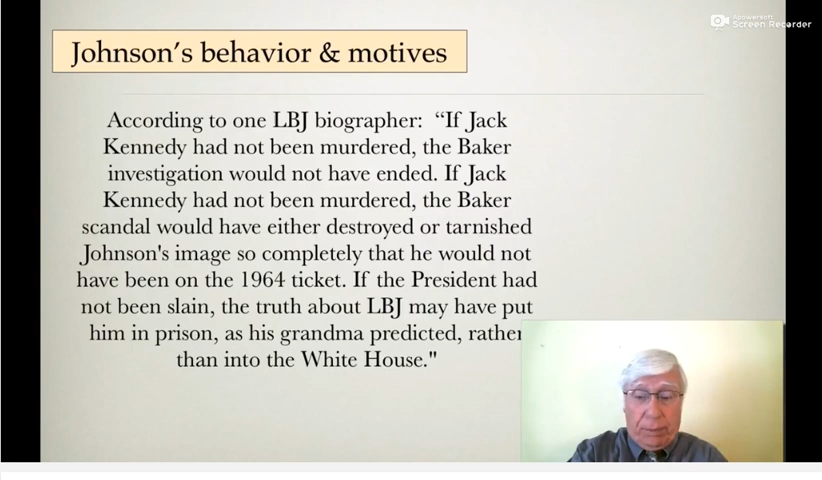 Apowersoft
Screen Recorder
Johnson’s behavior & motives
According to one LBJ biographer: “If Jack
Kennedy had not been murdered, the Baker
investigation would not have ended. If Jack
Kennedy had not been murdered, the Baker
scandal would have either destroyed or tarnished
Johnson's image so completely that he would not
have been on the 1964 ticket. If the President had
not been slain, the truth about LBJ may have put
him in prison, as his grandma predicted, rather
than into the White House."